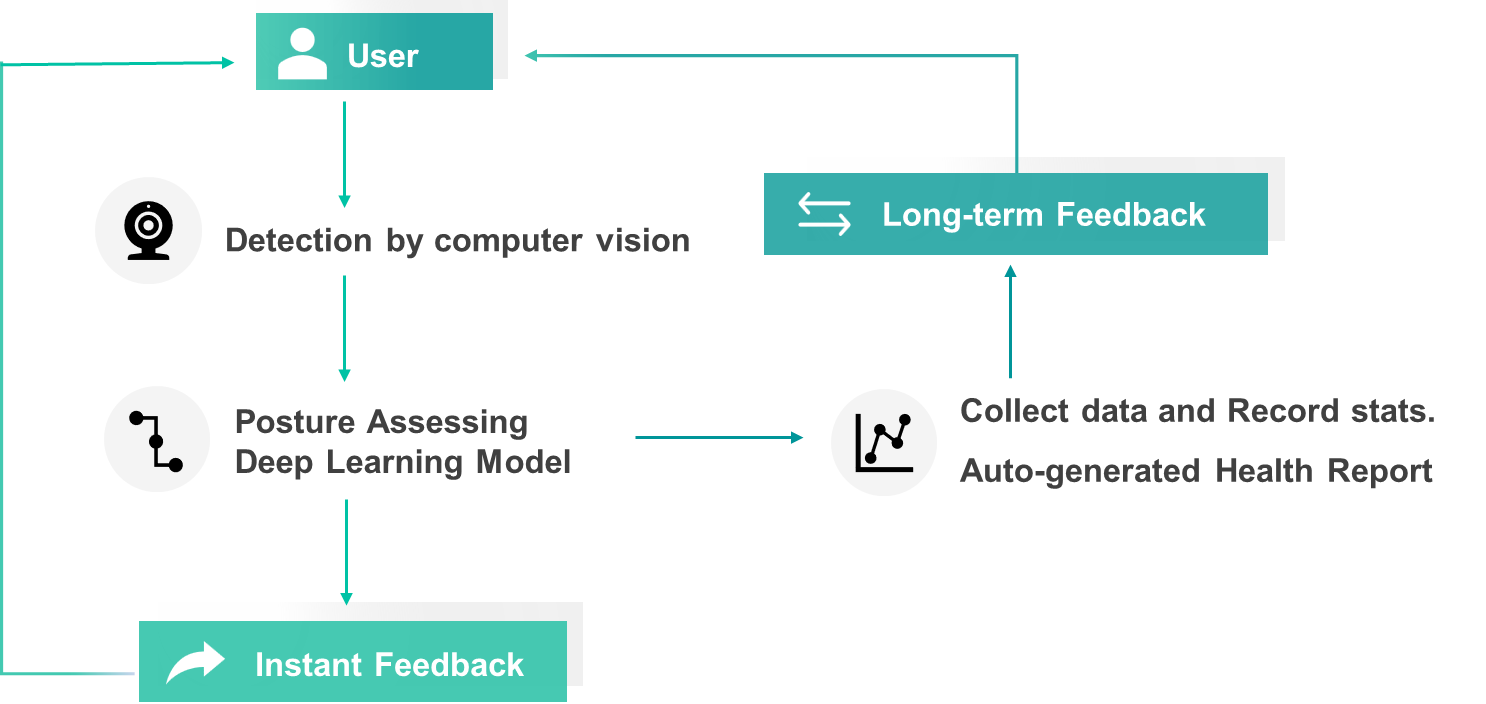 User
Detection by computer vision
Long-term Feedback
Posture Assessing
Deep Learning Model
Collect data and Record stats.
Auto-generated Health Report
Instant Feedback